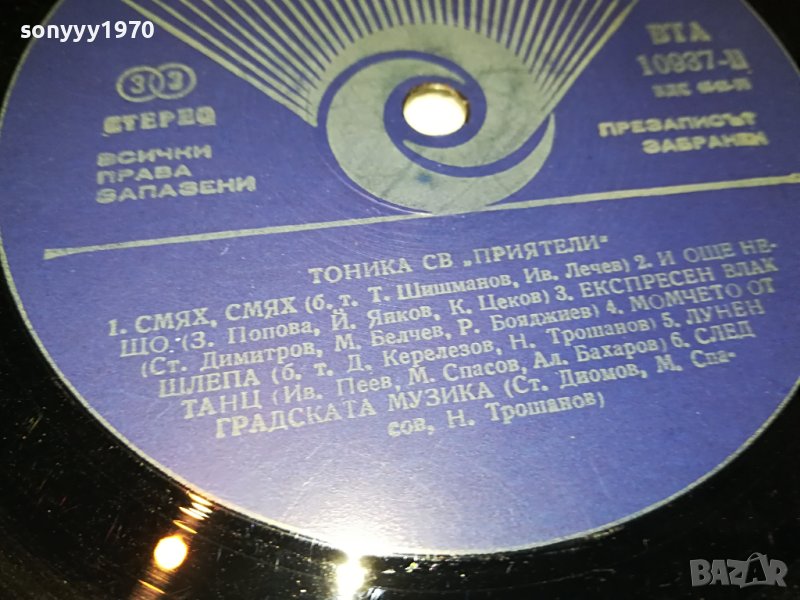 sonyyy1970
33
СТЕРЕО
ВСИЧКИ
ПРАВА
ЗАПАЗЕНИ
ВТА
10937-II
ПРЕЗАПИСЪТ
ЗАБРАНЕН
ТОНИКА СВ „ПРИЯТЕЛИ“
1. СМЯХ, СМЯХ (б. т. Т. Шишманов, Ив. Лечев) 2. И ОЩЕ НЕ-
ЩО. (З. Попова, Й. Янков, К. Цеков) 3. ЕКСПРЕСЕН ВЛАК
(Ст. Димитров, М. Белчев, Р. Бояджиев) 4. МОМЧЕТО ОТ
ШЛЕПА (б. т. Д. Керелезов, Н. Трошанов) 5. ЛУНЕН
ТАНЦ (Ив. Пеев, М. Спасов, Ал. Бахаров) 6. СЛЕД
ГРАДСКАТА МУЗИКА (Ст. Диомов, М. Спа-
сов, Н. Трошанов)
BAZAR